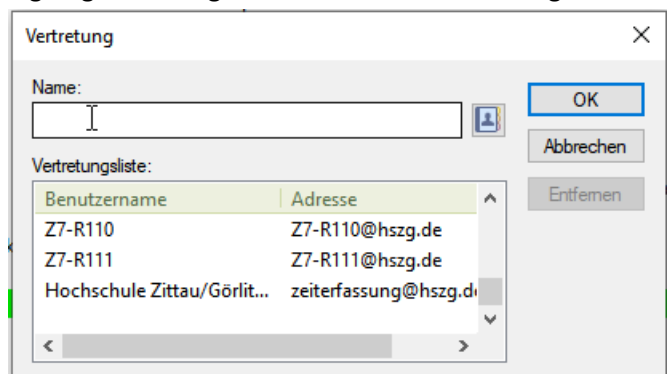 Vertretung
Name:
OK
Abbrechen
Vertretungsliste:
Entfernen
Benutzername Adresse
Z7-R110 Z7-R110@hszg.de
Z7-R111 Z7-R111@hszg.de
Hochschule Zittau/Görlit... zeiterfassung@hszg.d